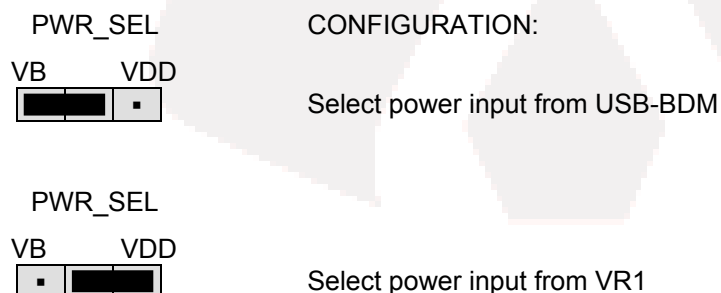 PWR_SEL CONFIGURATION:
VB VDD
Select power input from USB-BDM
PWR_SEL
VB VDD
Select power input from VR1